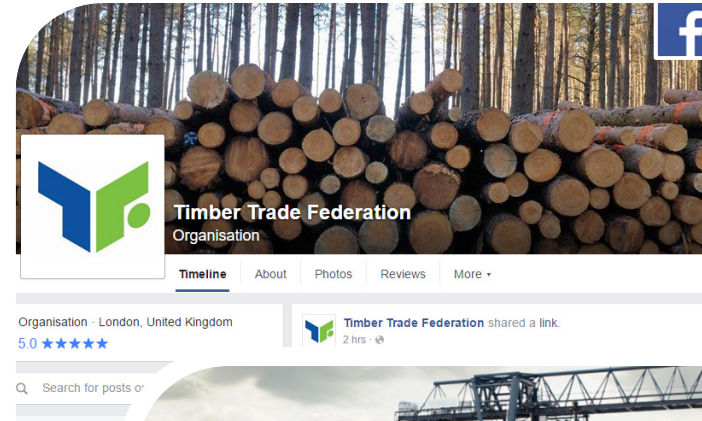 Timber Trade Federation
Organisation
Timeline About Photos Reviews More
Organisation · London, United Kingdom
5.0
Timber Trade Federation shared a link.
2 hrs ·
Search for posts